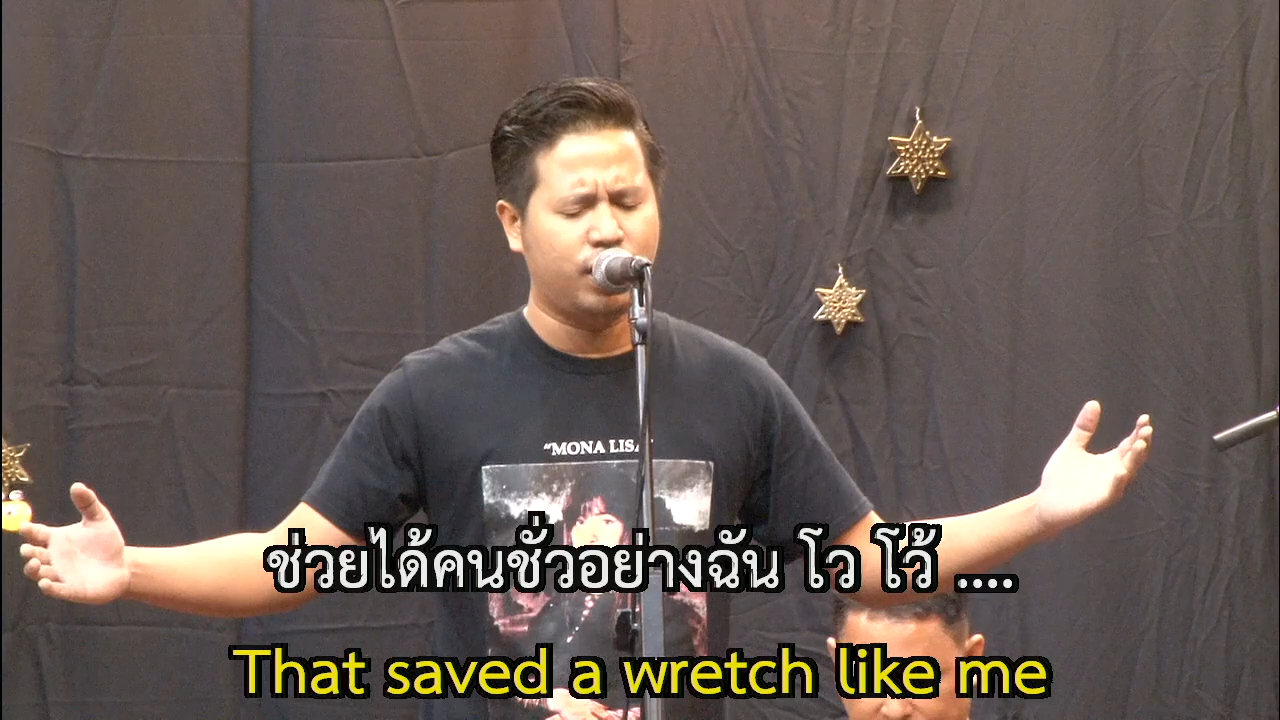 "MONA LISA"
ช่วยได้คนชั่วอย่างฉัน โว โว้ ....
That saved a wretch like me